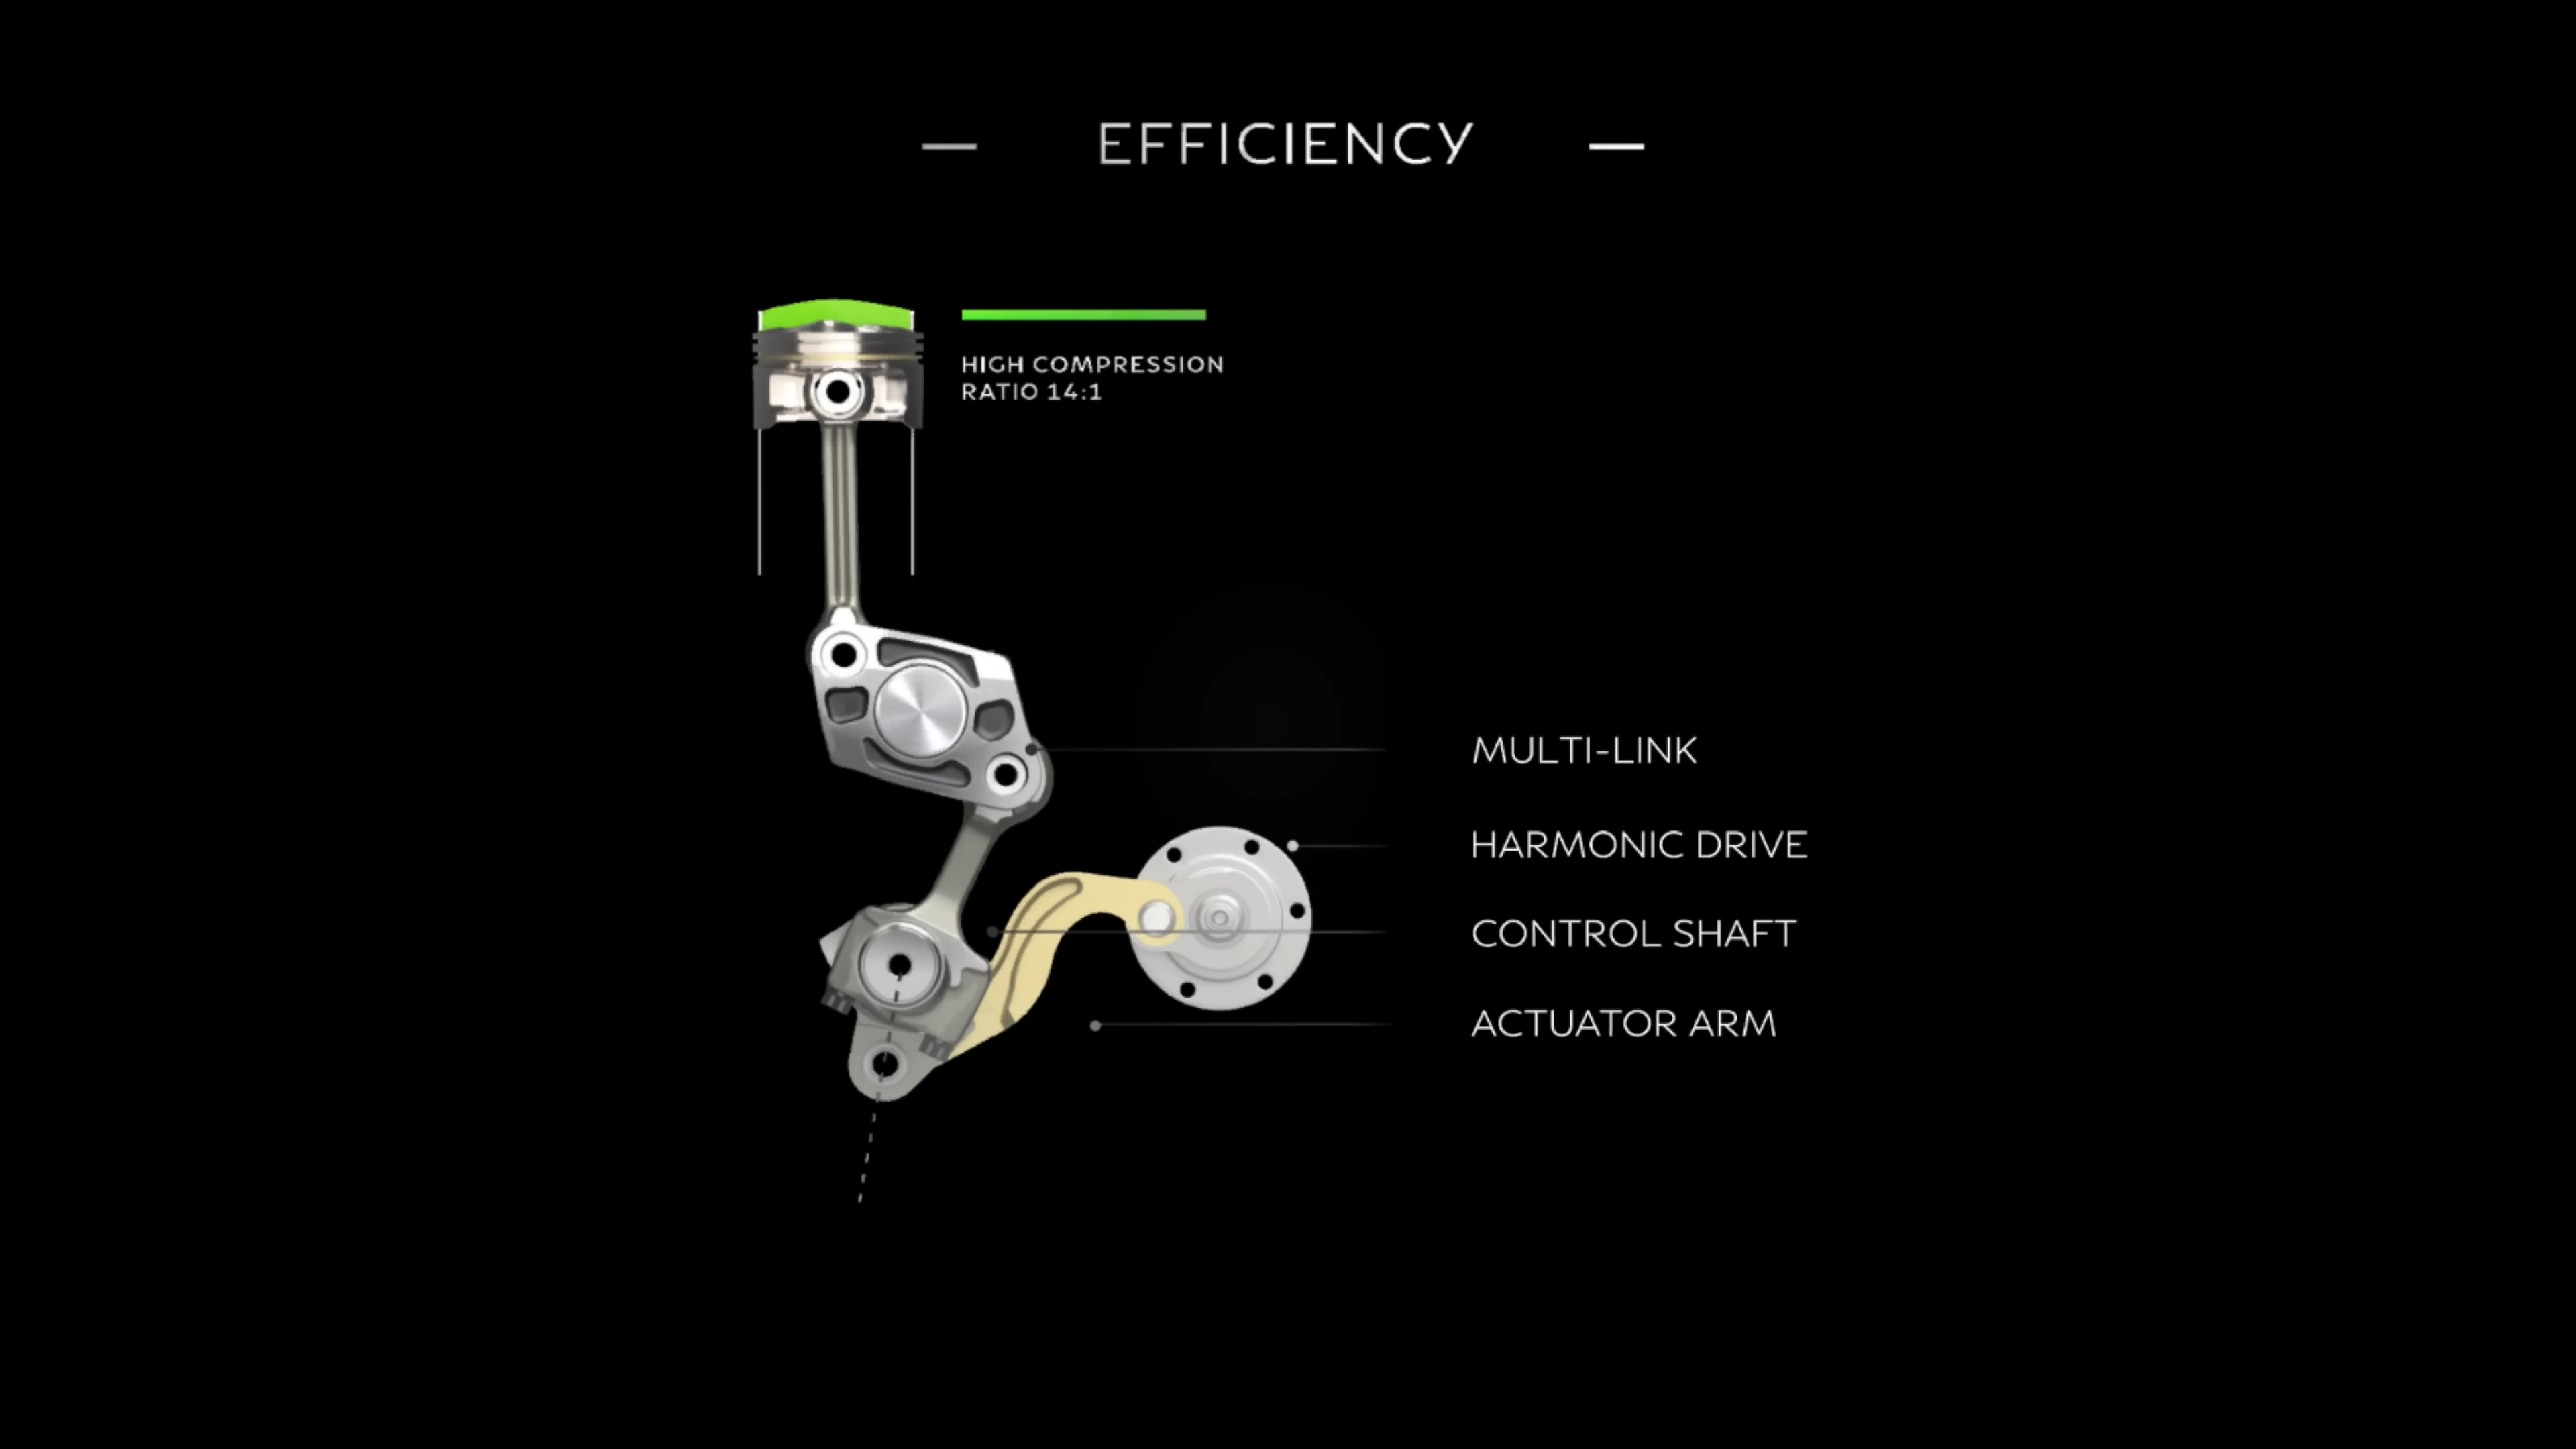 EFFICIENCY
HIGH COMPRESSION
RATIO 14:1
MULTI-LINK
HARMONIC DRIVE
CONTROL SHAFT
ACTUATOR ARM